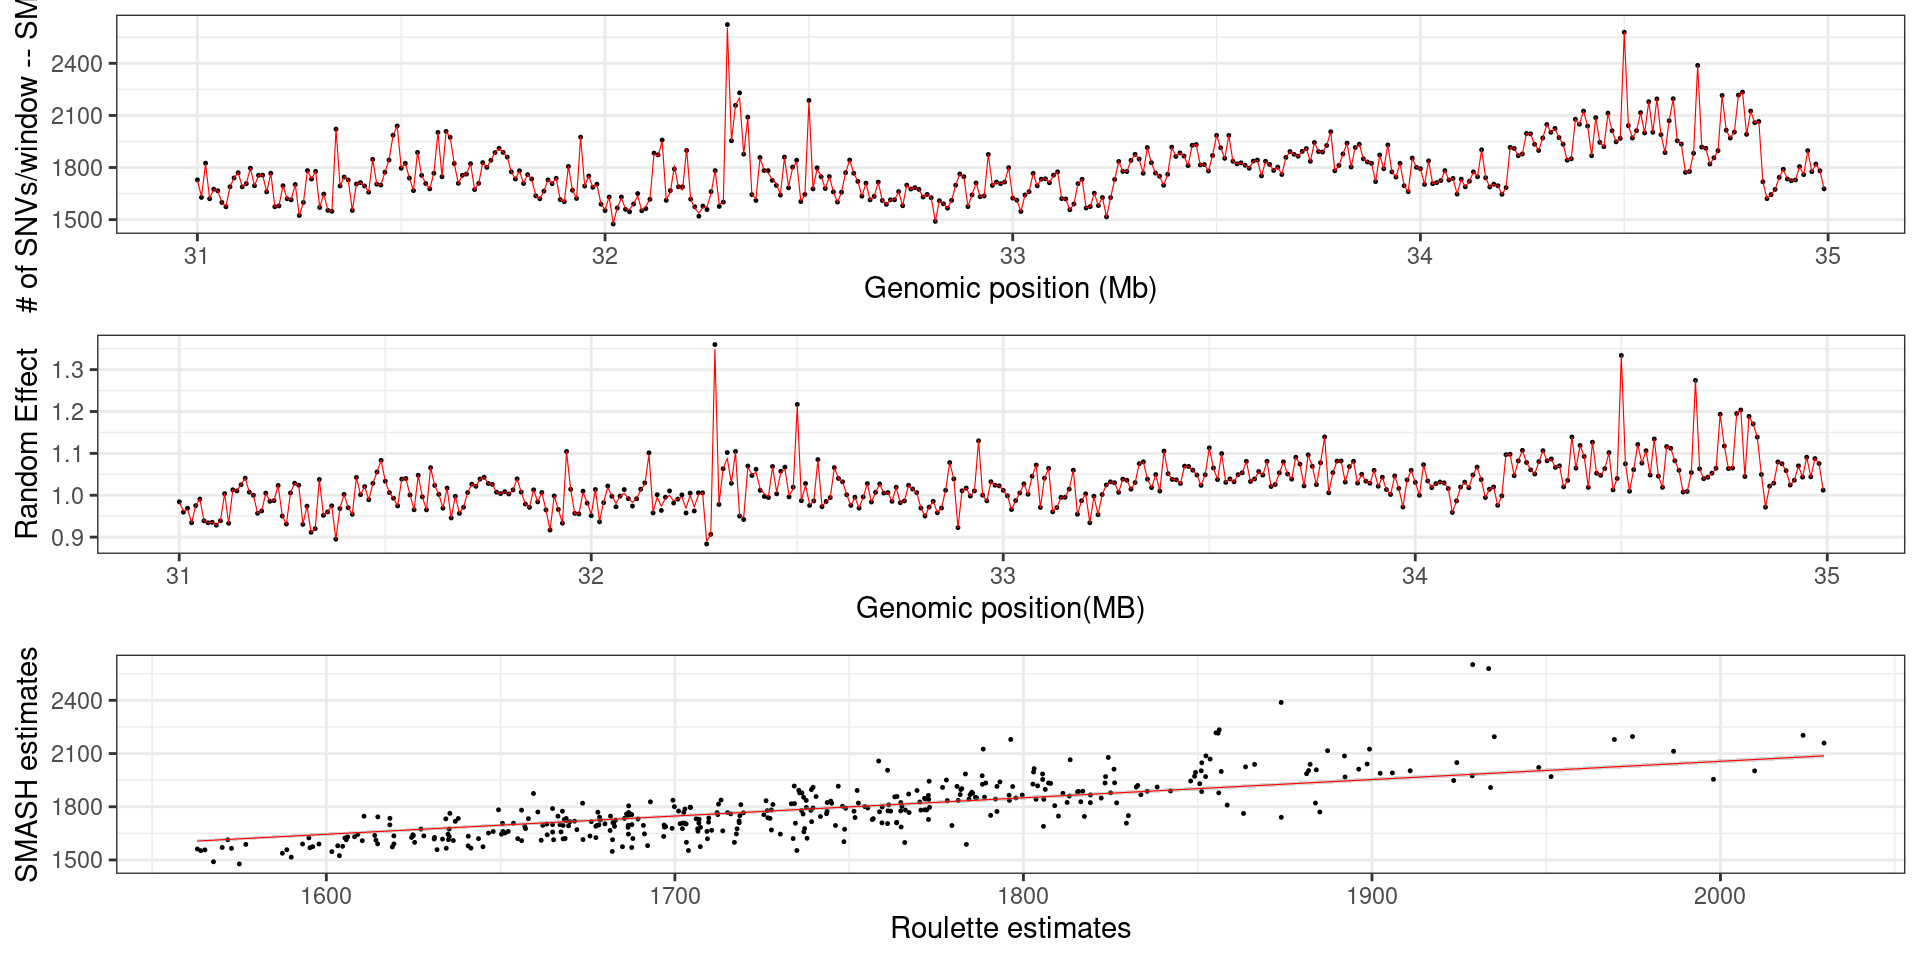 # of SNVs/window -- SM
2400
2100
1800
1500
31 32 33 34 35
Genomic position (Mb)
Random Effect
1.3
1.2
1.1
1.0
0.9
31 32 33 34 35
Genomic position(MB)
SMASH estimates
2400
2100
1800
1500
1600 1700 1800 1900 2000
Roulette estimates